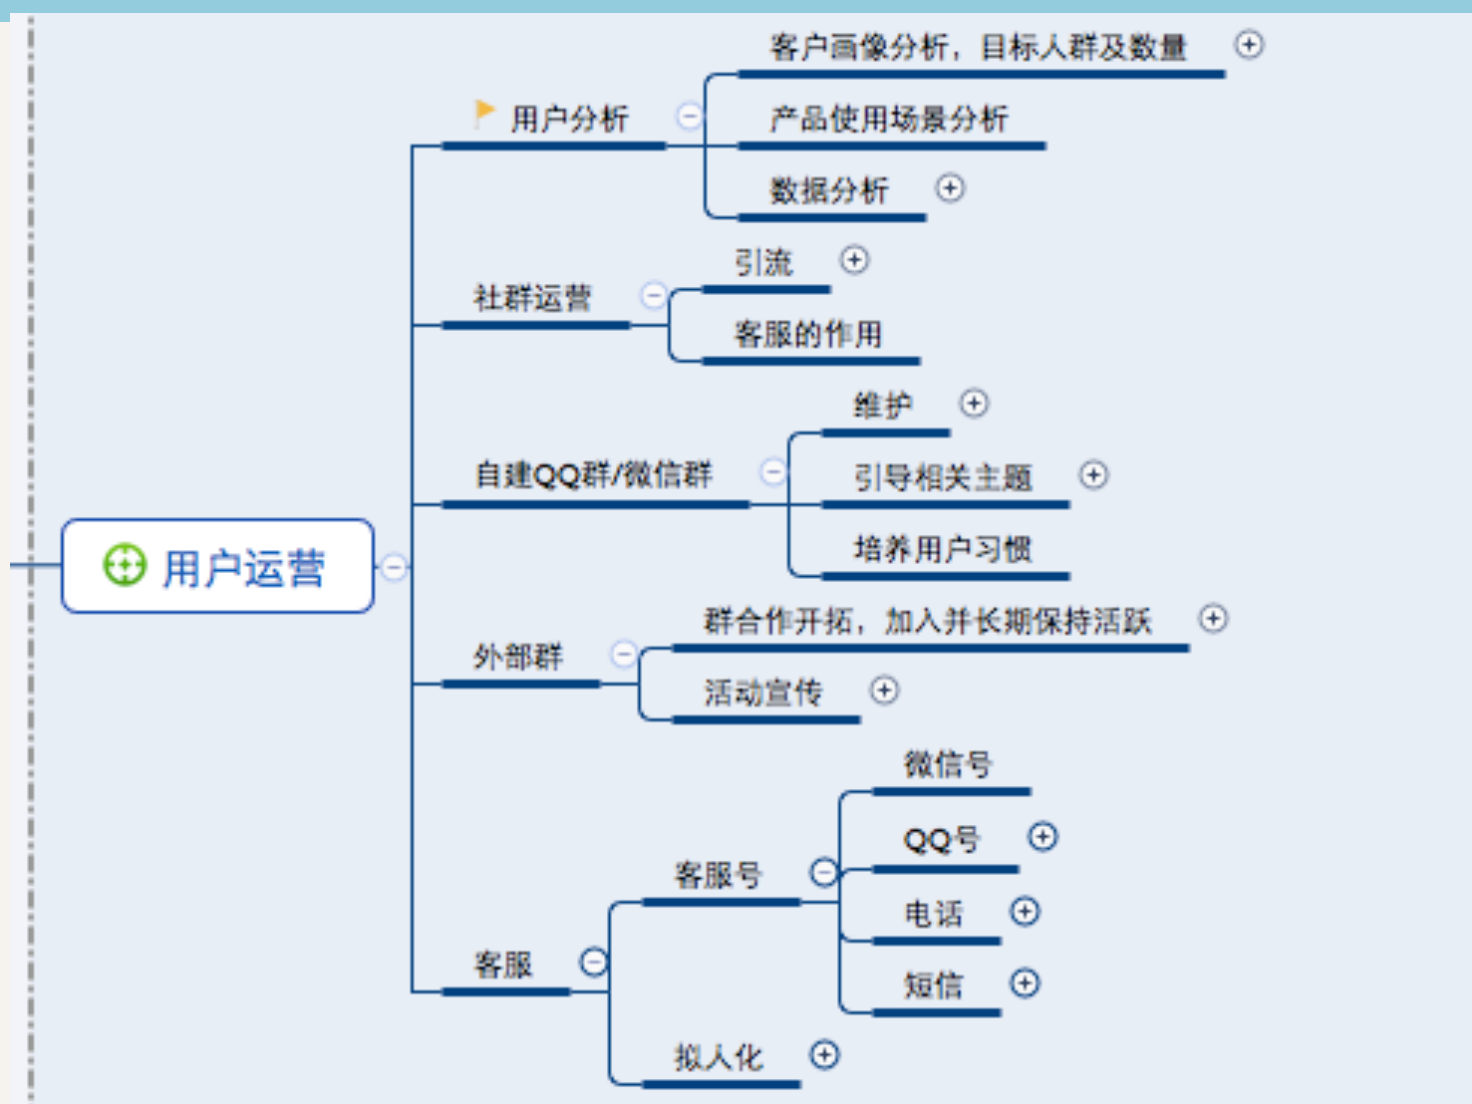 客户画像分析，目标人群及数量
用户分析
产品使用场景分析
数据分析
引流
社群运营
客服的作用
维护
自建QQ群/微信群
引导相关主题
培养用户习惯
用户运营
群合作开拓，加入并长期保持活跃
外部群
活动宣传
微信号
QQ号
客服号
电话
客服
短信
拟人化